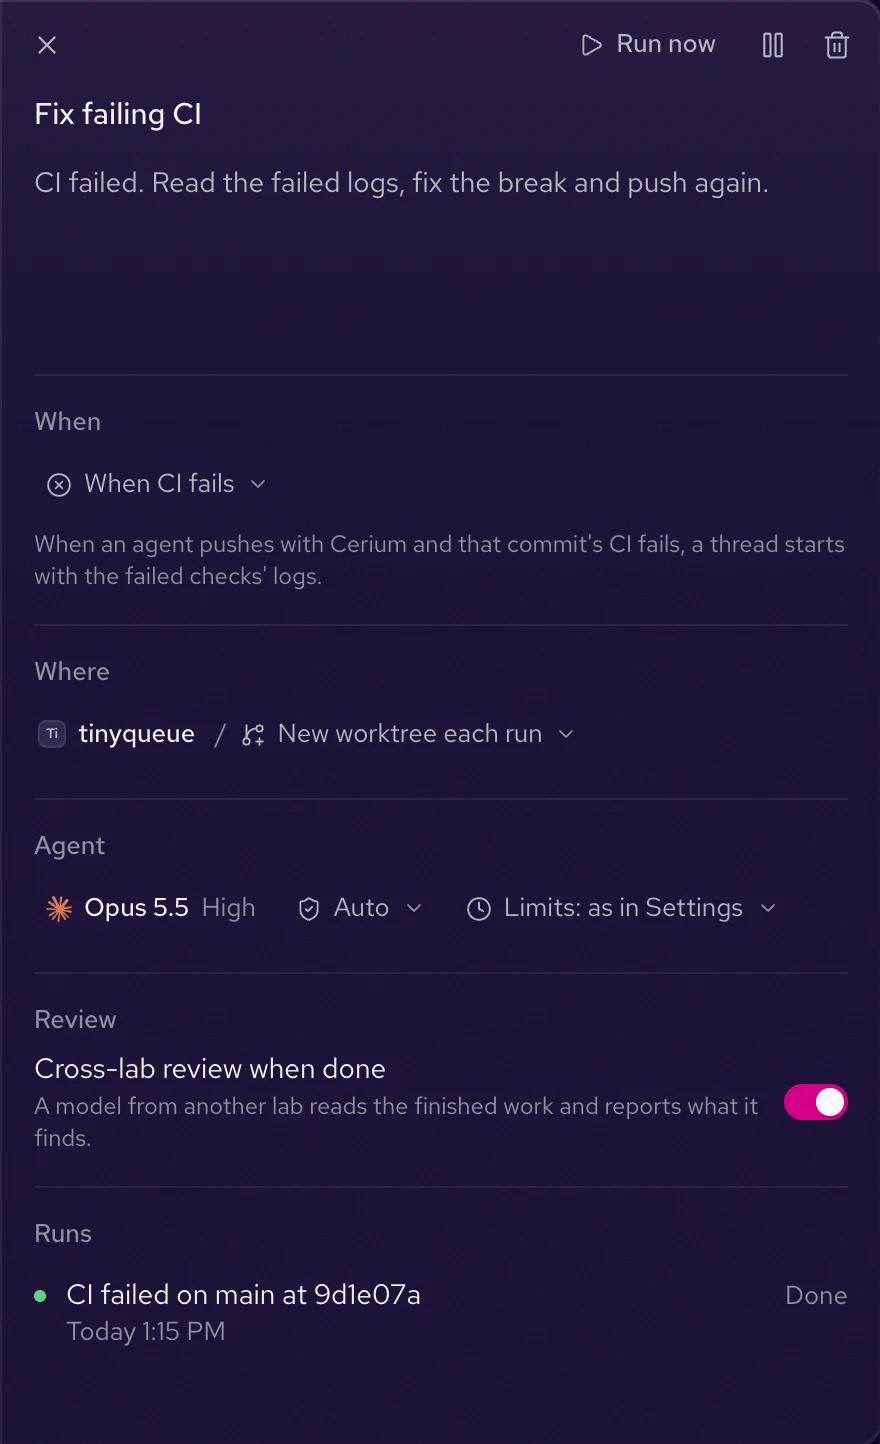 Run now
Fix failing CI
CI failed. Read the failed logs, fix the break and push again.
When
When CI fails
When an agent pushes with Cerium and that commit's CI fails, a thread starts
with the failed checks' logs.
Where
Ti tinyqueue / New worktree each run
Agent
Opus 5.5 High Auto Limits: as in Settings
Review
Cross-lab review when done
A model from another lab reads the finished work and reports what it
finds.
Runs
CI failed on main at 9d1e07a Done
Today 1:15 PM